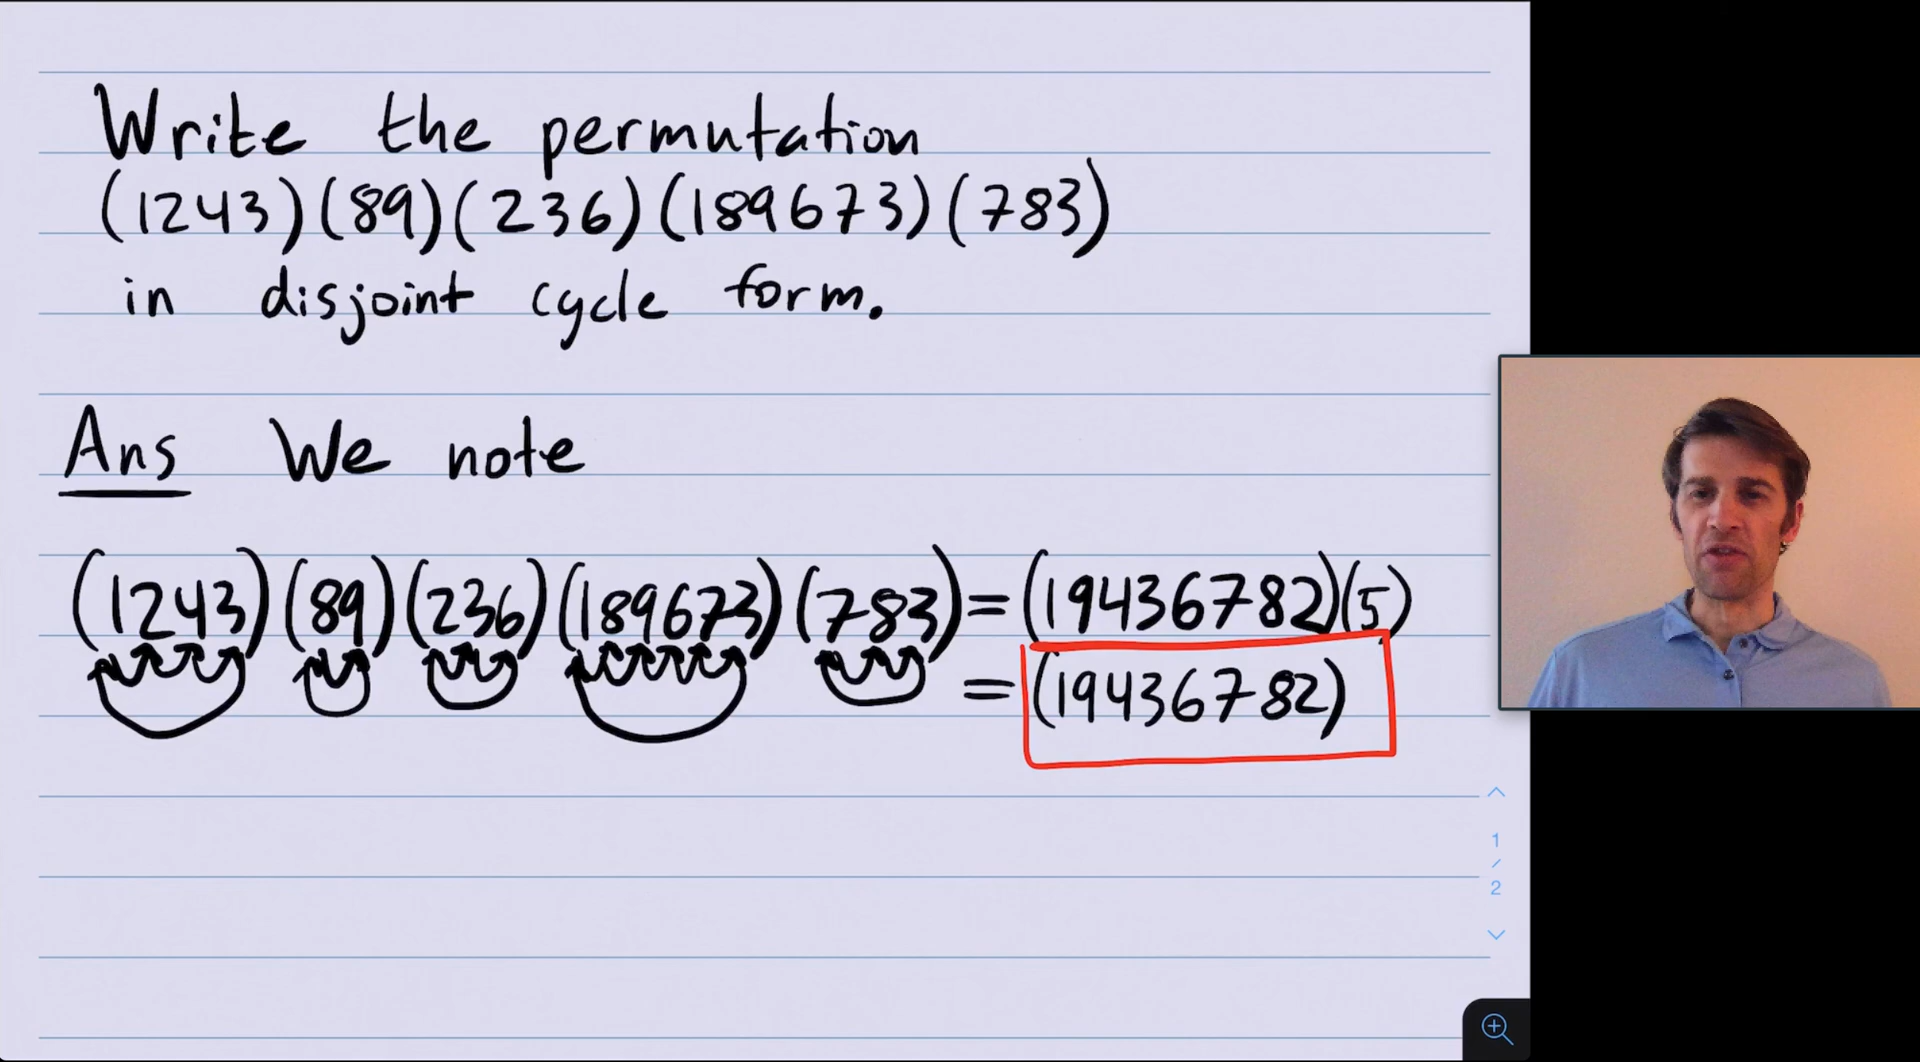 Write the permutation
(1243)(89)(236)(189673)(783)
in disjoint cycle form.
Ans We note
(1243)(89)(236)(189673)(783)=(19436782)(5)
=(19436782)
1
/
2